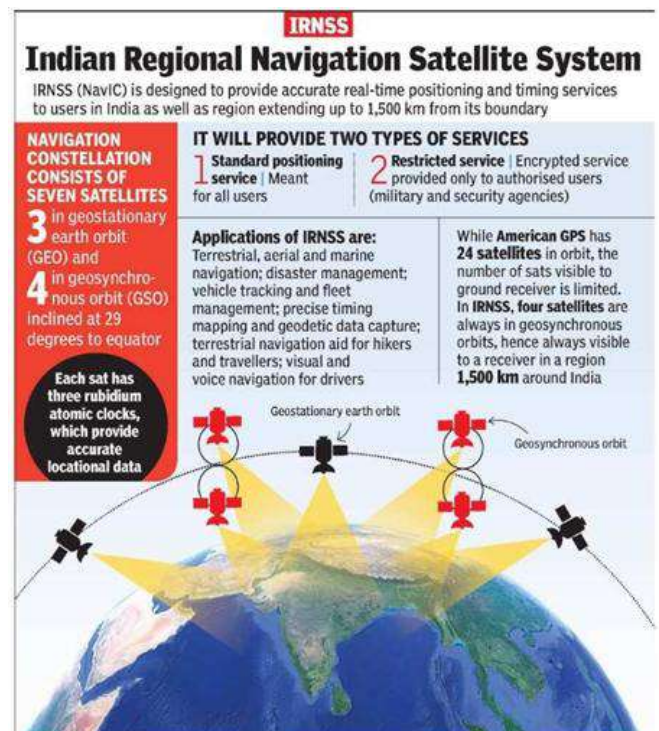 IRNSS
Indian Regional Navigation Satellite System
IRNSS (NavIC) is designed to provide accurate real-time positioning and timing services
to users in India as well as region extending up to 1,500 km from its boundary
NAVIGATION
CONSTELLATION
CONSISTS OF
SEVEN SATELLITES
3 in geostationary
earth orbit
(GEO) and
4 in geosynchro-
nous orbit (GSO)
inclined at 29
degrees to equator
Each sat has
three rubidium
atomic clocks,
which provide
accurate
locational data
IT WILL PROVIDE TWO TYPES OF SERVICES
1 Standard positioning
service | Meant
for all users
2 Restricted service | Encrypted service
provided only to authorised users
(military and security agencies)
Applications of IRNSS are:
Terrestrial, aerial and marine
navigation; disaster management;
vehicle tracking and fleet
management; precise timing
mapping and geodetic data capture;
terrestrial navigation aid for hikers
and travellers; visual and
voice navigation for drivers
While American GPS has
24 satellites in orbit, the
number of sats visible to
ground receiver is limited.
In IRNSS, four satellites are
always in geosynchronous
orbits, hence always visible
to a receiver in a region
1,500 km around India
Geostationary earth orbit
Geosynchronous orbit